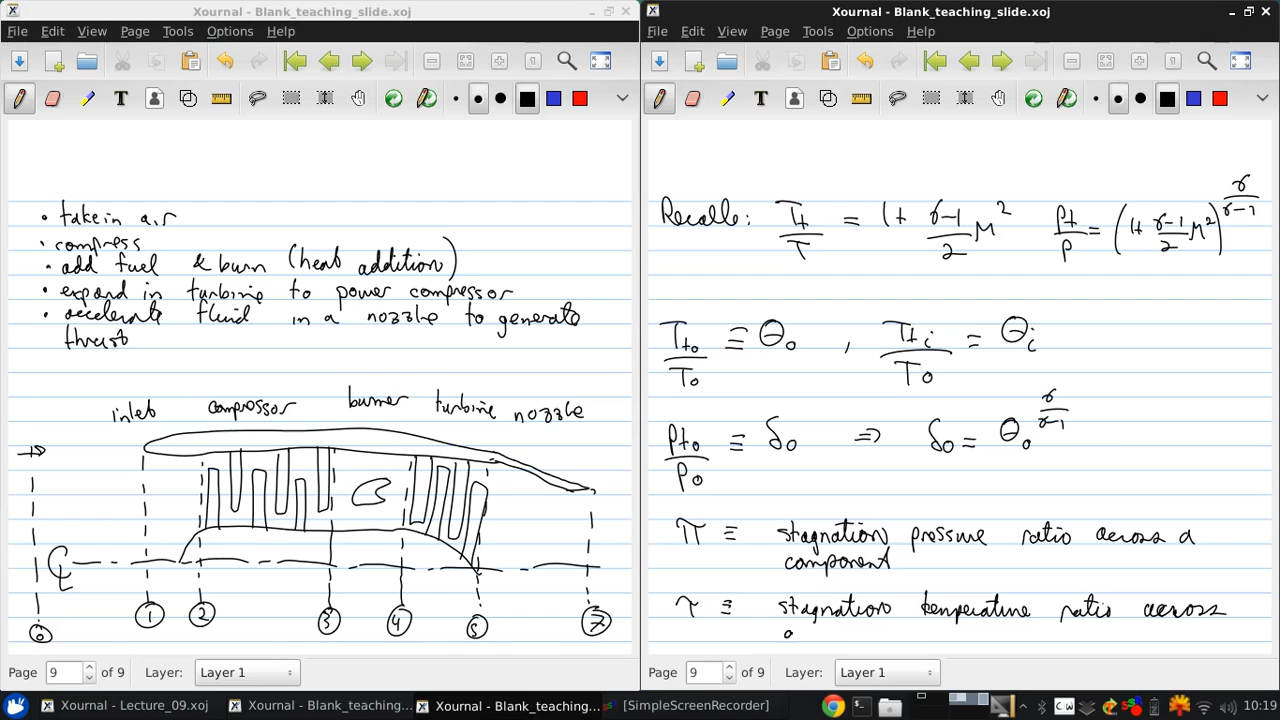 Xournal - Blank_teaching_slide.xoj
File Edit View Page Tools Options Help
• take in air
• compress
• add fuel & burn (heat addition)
• expand in turbine to power compressor
• accelerate fluid in a nozzle to generate
thrust
inlet compressor burner turbine nozzle
℄
0 1 2 3 4 5 7
Page 9 of 9 Layer: Layer 1
Xournal - Blank_teaching_slide.xoj
File Edit View Page Tools Options Help
Recall: Tt/T = 1 + γ-1/2 M² Pt/P = (1 + γ-1/2 M²)^γ/γ-1
Tt₀/T₀ ≡ θ₀ , Tti/T₀ = θi
Pt₀/P₀ ≡ δ₀ ⇒ δ₀ = θ₀^γ/γ-1
π ≡ stagnation pressure ratio across a
component
τ ≡ stagnation temperature ratio across
Page 9 of 9 Layer: Layer 1
Xournal - Lecture_09.xoj Xournal - Blank_teaching... Xournal - Blank_teaching... [SimpleScreenRecorder] 10:19